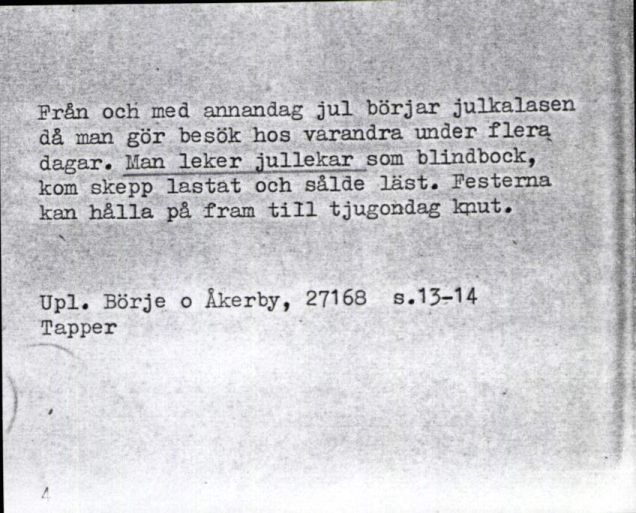 Från och med annandag jul börjar julkalasen
då man gör besök hos varandra under flera
dagar. Man leker jullekar som blindbock,
kom skepp lastat och sålde läst. Festerna
kan hålla på fram till tjugondag knut.
Upl. Börje o Åkerby, 27168 s.13-14
Tapper
4